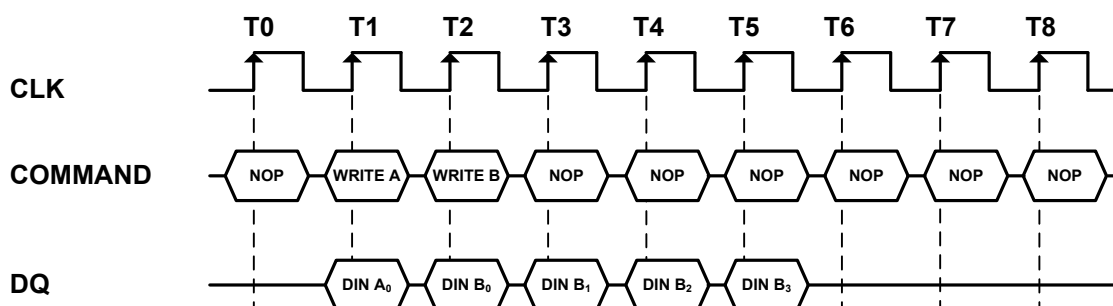 T0 T1 T2 T3 T4 T5 T6 T7 T8
CLK
COMMAND NOP WRITE A WRITE B NOP NOP NOP NOP NOP NOP
DQ DIN A₀ DIN B₀ DIN B₁ DIN B₂ DIN B₃